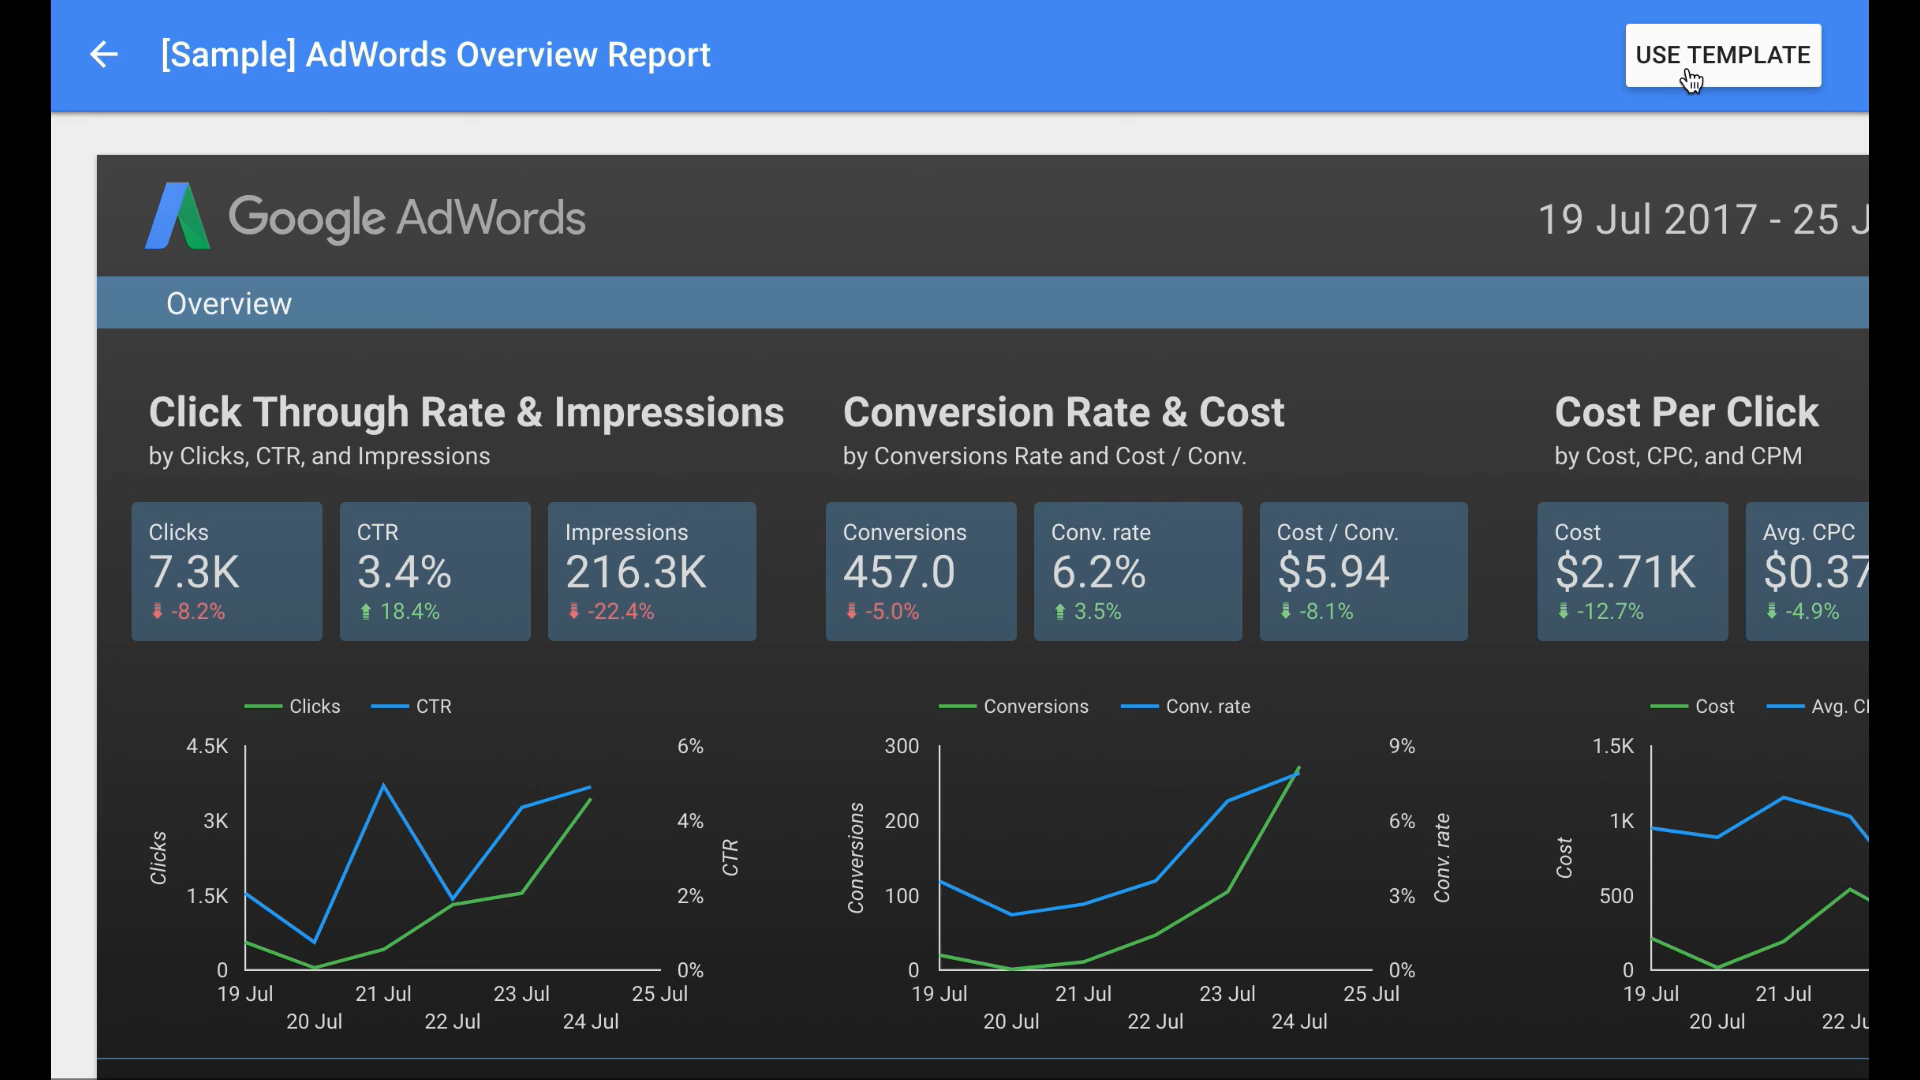 [Sample] AdWords Overview Report
USE TEMPLATE
Google AdWords
19 Jul 2017 - 25 J
Overview
Click Through Rate & Impressions
by Clicks, CTR, and Impressions
Clicks
7.3K
-8.2%
CTR
3.4%
18.4%
Impressions
216.3K
-22.4%
Clicks
CTR
4.5K
3K
1.5K
0
Clicks
6%
4%
2%
0%
CTR
19 Jul
20 Jul
21 Jul
22 Jul
23 Jul
24 Jul
25 Jul
Conversion Rate & Cost
by Conversions Rate and Cost / Conv.
Conversions
457.0
-5.0%
Conv. rate
6.2%
3.5%
Cost / Conv.
$5.94
-8.1%
Conversions
Conv. rate
300
200
100
0
Conversions
9%
6%
3%
0%
Conv. rate
19 Jul
20 Jul
21 Jul
22 Jul
23 Jul
24 Jul
25 Jul
Cost Per Click
by Cost, CPC, and CPM
Cost
$2.71K
-12.7%
Avg. CPC
$0.37
-4.9%
Cost
Avg. C
1.5K
1K
500
0
Cost
19 Jul
20 Jul
21 Jul
22 Ju